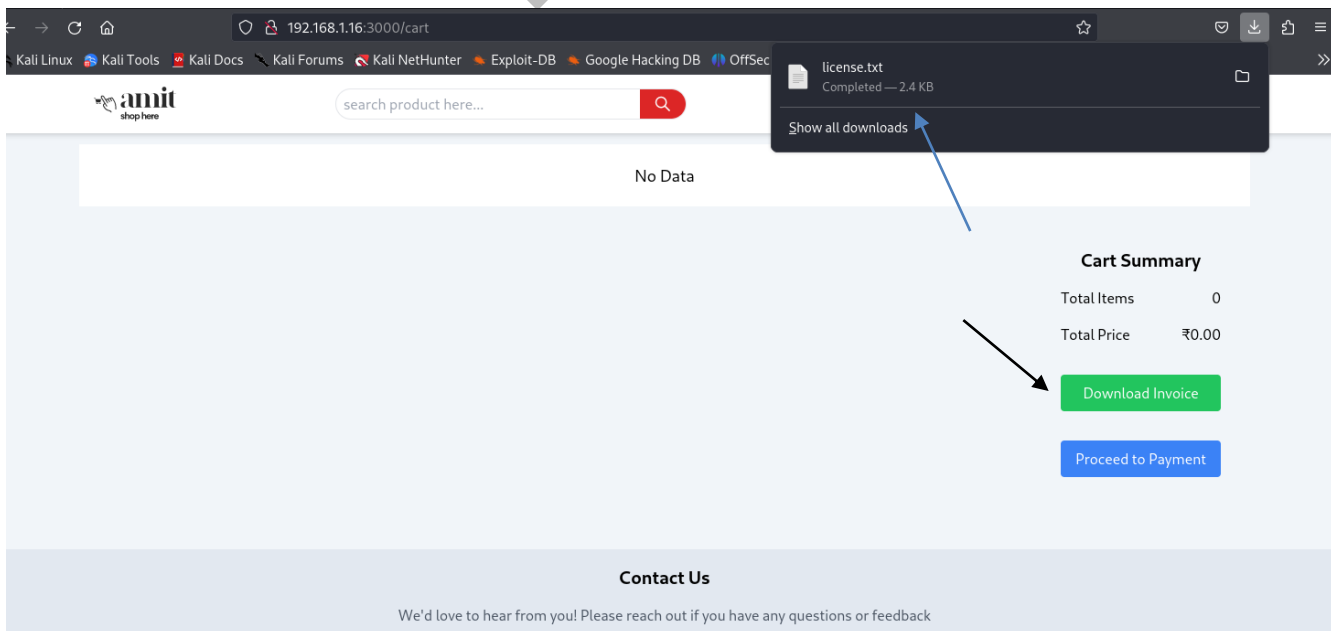 192.168.1.16:3000/cart
Kali Linux Kali Tools Kali Docs Kali Forums Kali NetHunter Exploit-DB Google Hacking DB OffSec
license.txt
Completed — 2.4 KB
Show all downloads
amit
shop here
search product here...
No Data
Cart Summary
Total Items 0
Total Price ₹0.00
Download Invoice
Proceed to Payment
Contact Us
We'd love to hear from you! Please reach out if you have any questions or feedback